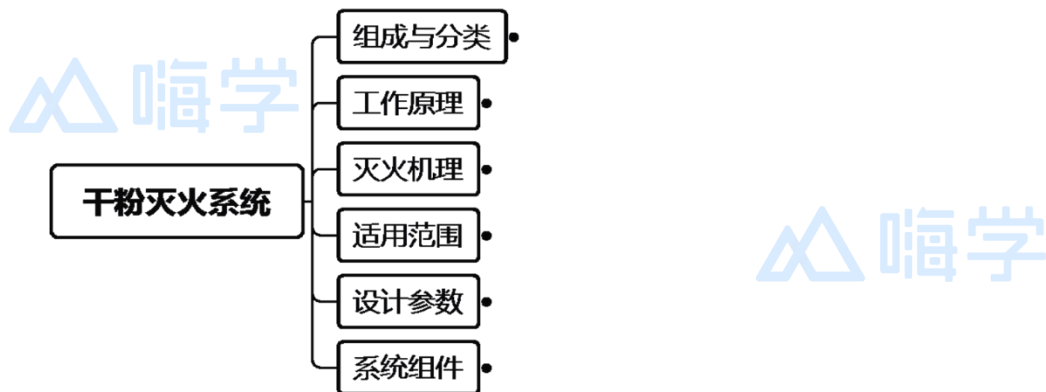 组成与分类
工作原理
灭火机理
干粉灭火系统
适用范围
设计参数
系统组件
嗨学
嗨学